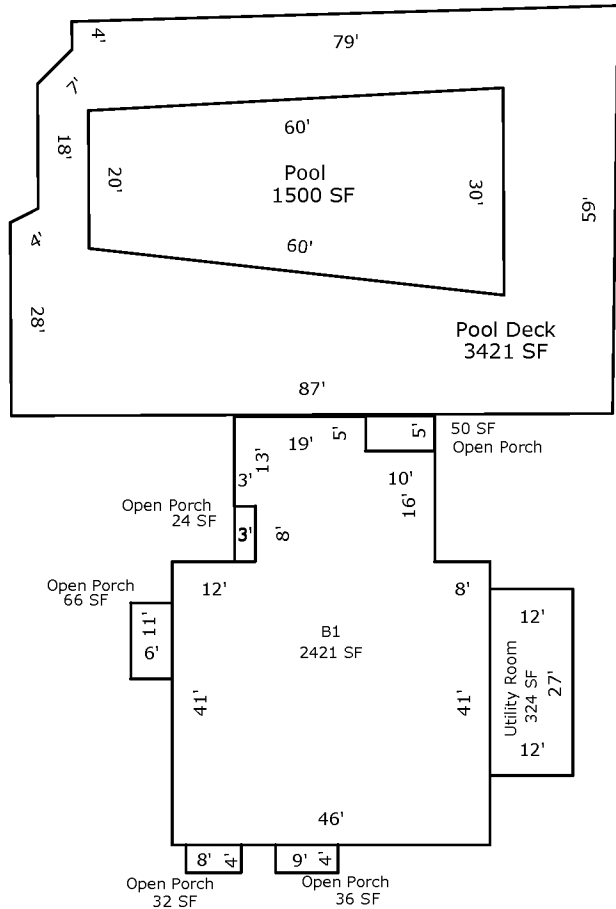 4'
79'
7'
60'
18'
20'
Pool
1500 SF
30'
59'
4'
60'
28'
Pool Deck
3421 SF
87'
19'
5'
5'
50 SF
Open Porch
13'
3'
10'
16'
Open Porch
24 SF
3'
8'
Open Porch
66 SF
12'
8'
11'
6'
12'
B1
2421 SF
Utility Room
324 SF
27'
41'
41'
12'
46'
8'
4'
9'
4'
Open Porch
32 SF
Open Porch
36 SF